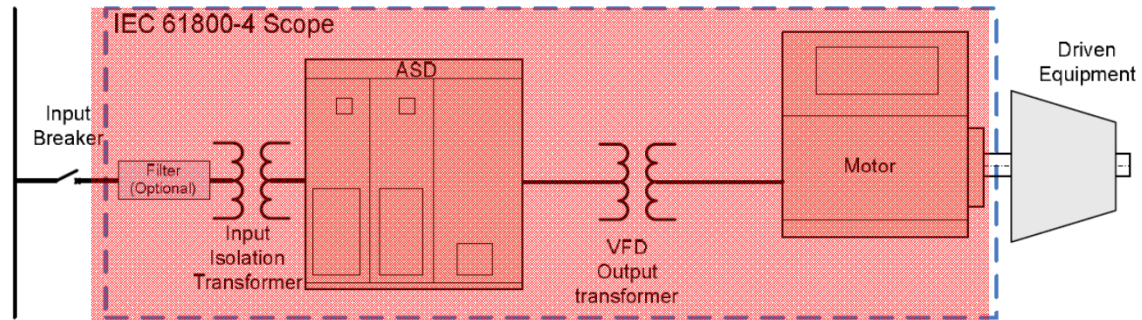 IEC 61800-4 Scope
ASD
Driven
Equipment
Input
Breaker
Filter
(Optional)
Motor
Input
Isolation
Transformer
VFD
Output
transformer